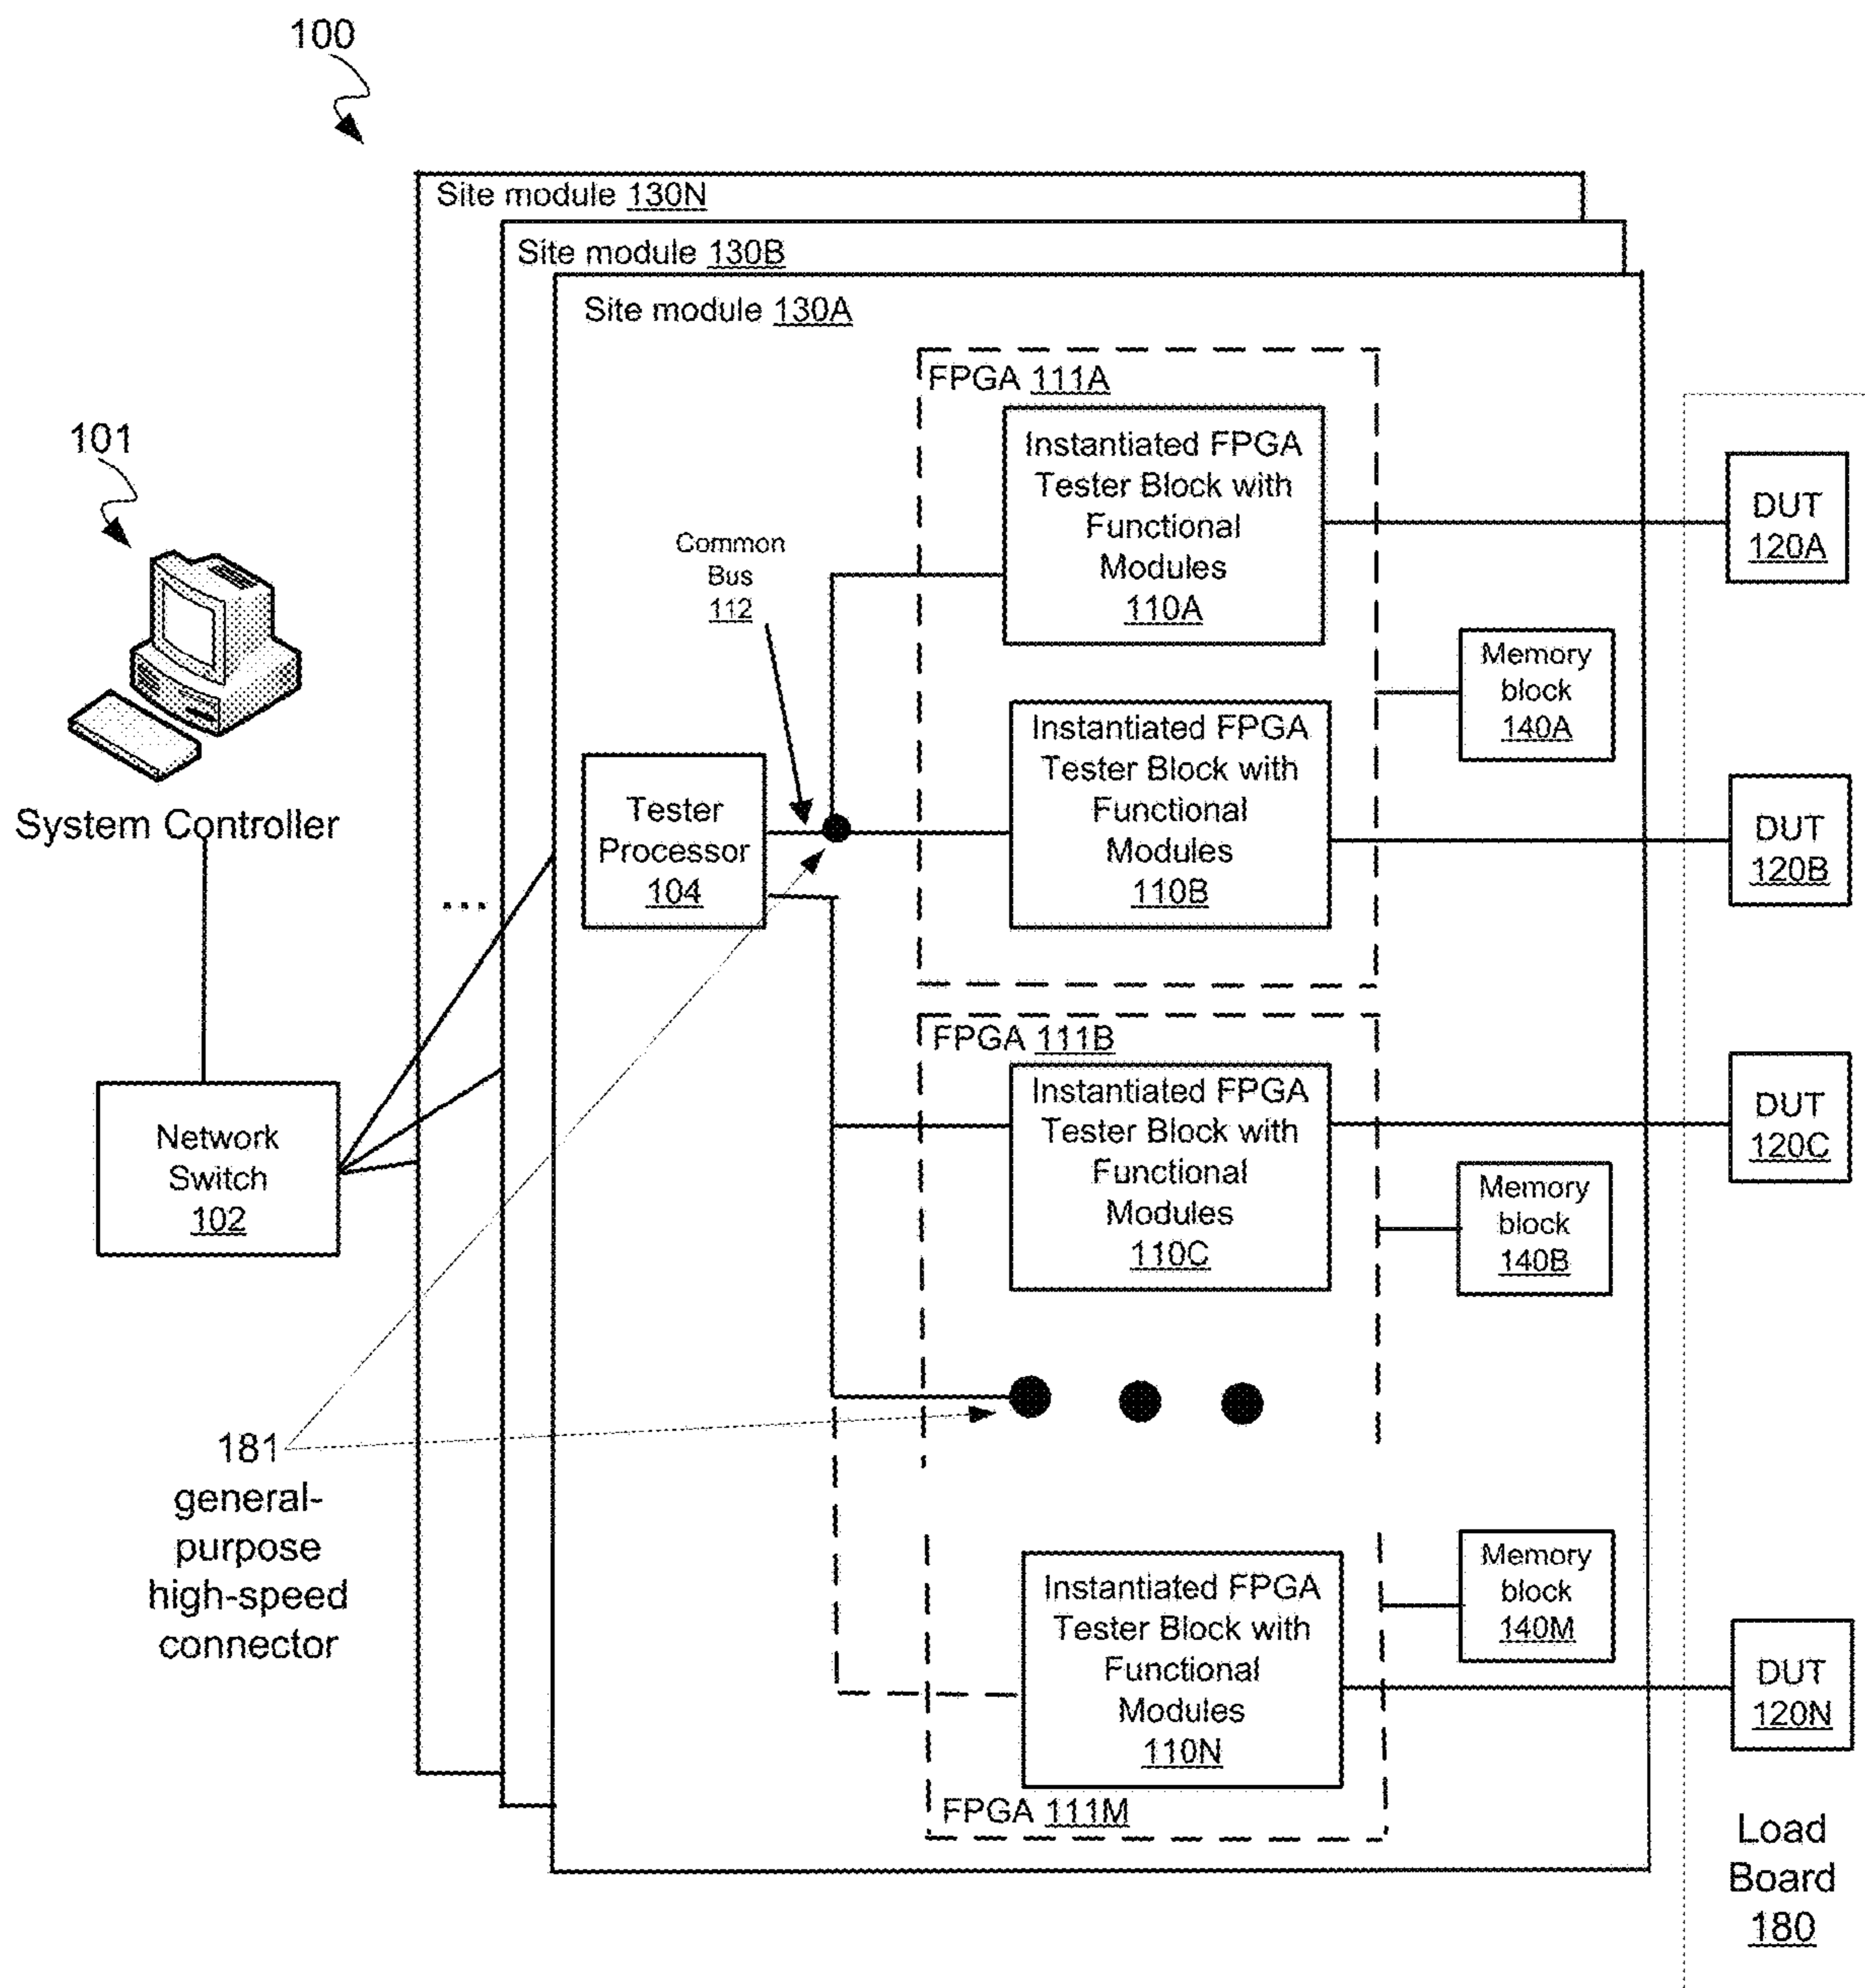 100
Site module 130N
Site module 130B
Site module 130A
FPGA 111A
Instantiated FPGA
Tester Block with
Functional
Modules
110A
DUT
120A
101
Common
Bus
112
Memory
block
140A
Instantiated FPGA
Tester Block with
Functional
Modules
110B
DUT
120B
System Controller
Tester
Processor
104
...
FPGA 111B
Instantiated FPGA
Tester Block with
Functional
Modules
110C
DUT
120C
Network
Switch
102
Memory
block
140B
181
general-
purpose
high-speed
connector
Memory
block
140M
Instantiated FPGA
Tester Block with
Functional
Modules
110N
DUT
120N
FPGA 111M
Load
Board
180